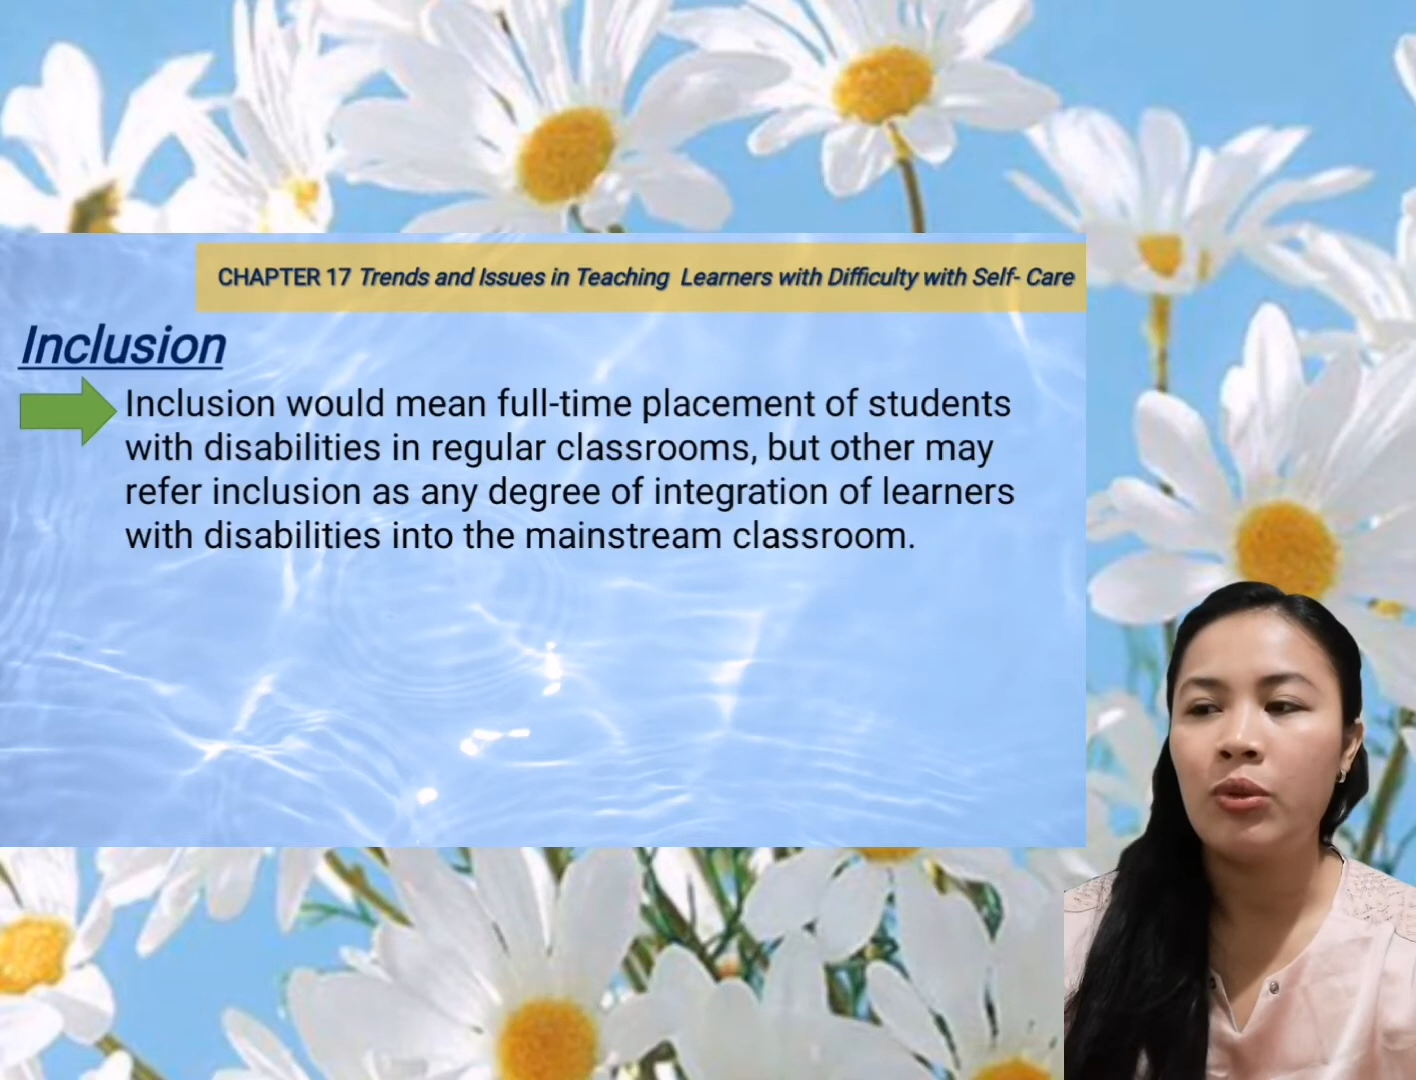 CHAPTER 17 Trends and Issues in Teaching Learners with Difficulty with Self- Care
Inclusion
Inclusion would mean full-time placement of students
with disabilities in regular classrooms, but other may
refer inclusion as any degree of integration of learners
with disabilities into the mainstream classroom.